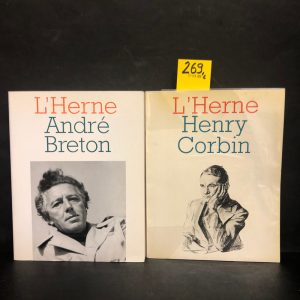 269
L'Herne
André
Breton
L'Herne
Henry
Corbin